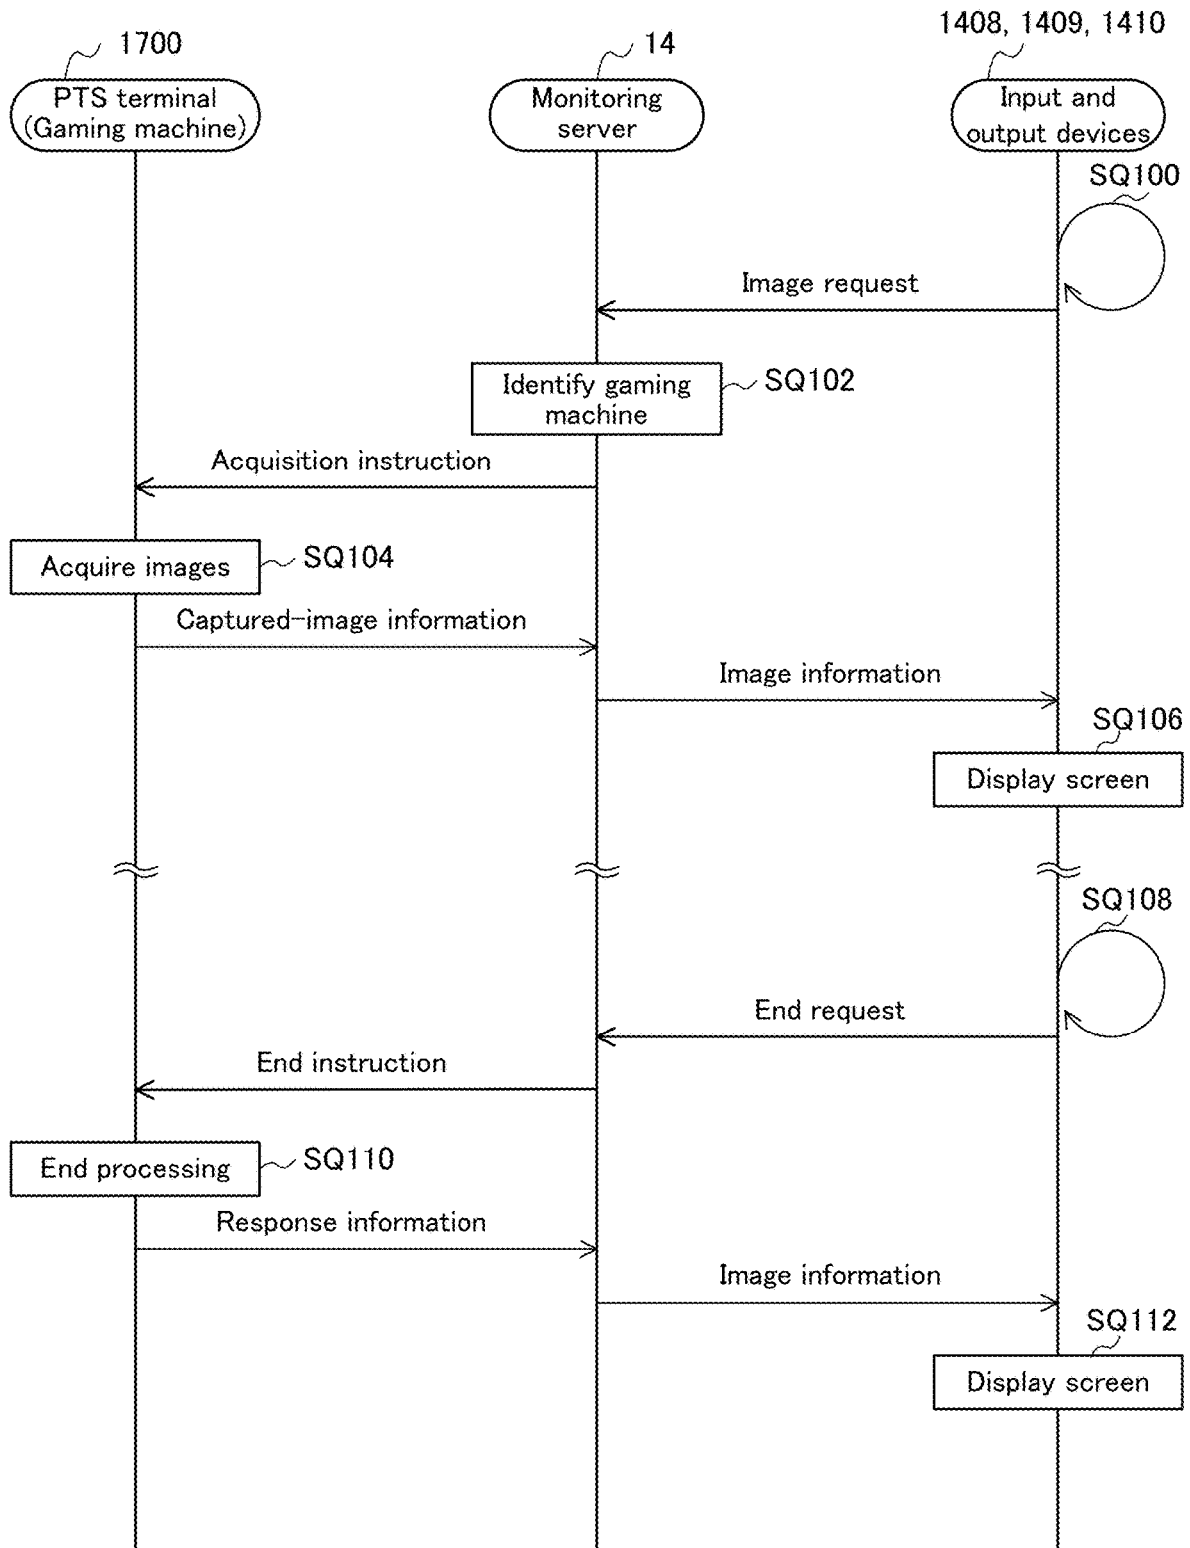 1700
14
1408, 1409, 1410
PTS terminal
(Gaming machine)
Monitoring
server
Input and
output devices
SQ100
Image request
Identify gaming
machine
SQ102
Acquisition instruction
Acquire images
SQ104
Captured-image information
Image information
SQ106
Display screen
SQ108
End request
End instruction
End processing
SQ110
Response information
Image information
SQ112
Display screen